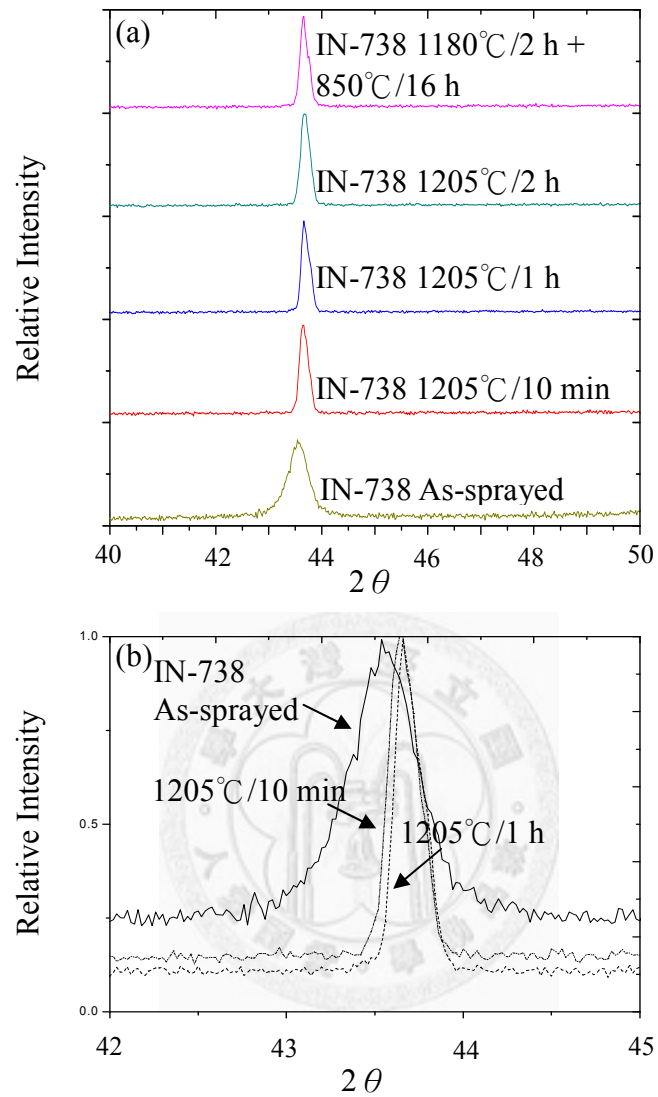 (a)
IN-738 1180℃/2 h +
850℃/16 h
IN-738 1205℃/2 h
IN-738 1205℃/1 h
IN-738 1205℃/10 min
IN-738 As-sprayed
Relative Intensity
40 42 44 46 48 50
2θ
(b)
1.0
IN-738
As-sprayed
1205℃/10 min
1205℃/1 h
0.5
0.0
Relative Intensity
42 43 44 45
2θ